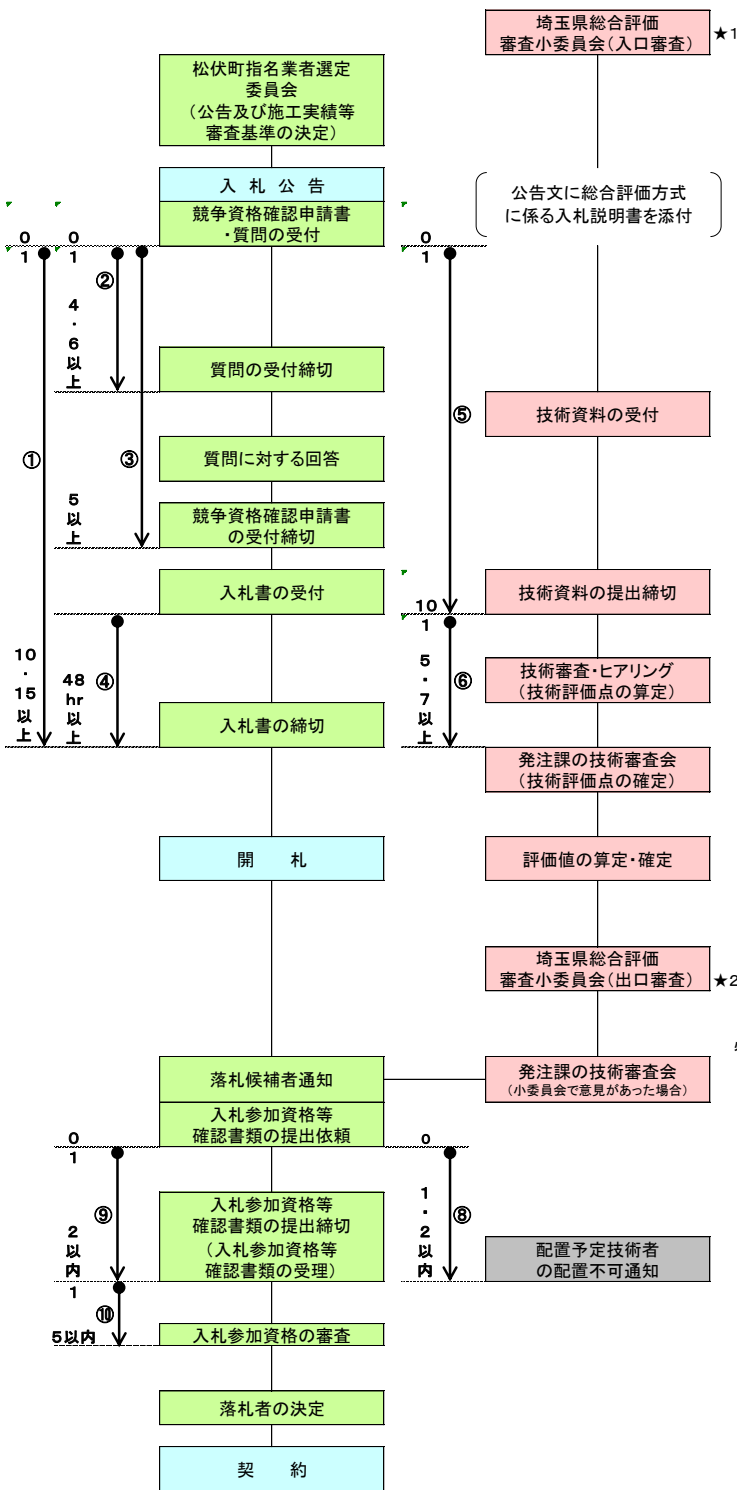 埼玉県総合評価
審査小委員会(入口審査)
★1
松伏町指名業者選定
委員会
(公告及び施工実績等
審査基準の決定)
入 札 公 告
競争資格確認申請書
・質問の受付
公告文に総合評価方式
に係る入札説明書を添付
0
1
①
10・15以上
0
1
②
4・6以上
③
5以上
質問の受付締切
質問に対する回答
競争資格確認申請書
の受付締切
入札書の受付
④
48
hr
以上
入札書の締切
0
1
⑤
10
技術資料の受付
技術資料の提出締切
1
5・7以上
⑥
技術審査・ヒアリング
(技術評価点の算定)
発注課の技術審査会
(技術評価点の確定)
開 札
評価値の算定・確定
埼玉県総合評価
審査小委員会(出口審査)
★2
落札候補者通知
発注課の技術審査会
(小委員会で意見があった場合)
入札参加資格等
確認書類の提出依頼
0
1
⑨
2以内
入札参加資格等
確認書類の提出締切
(入札参加資格等
確認書類の受理)
0
1・2以内
⑧
配置予定技術者
の配置不可通知
1
⑩
5以内
入札参加資格の審査
落札者の決定
契 約